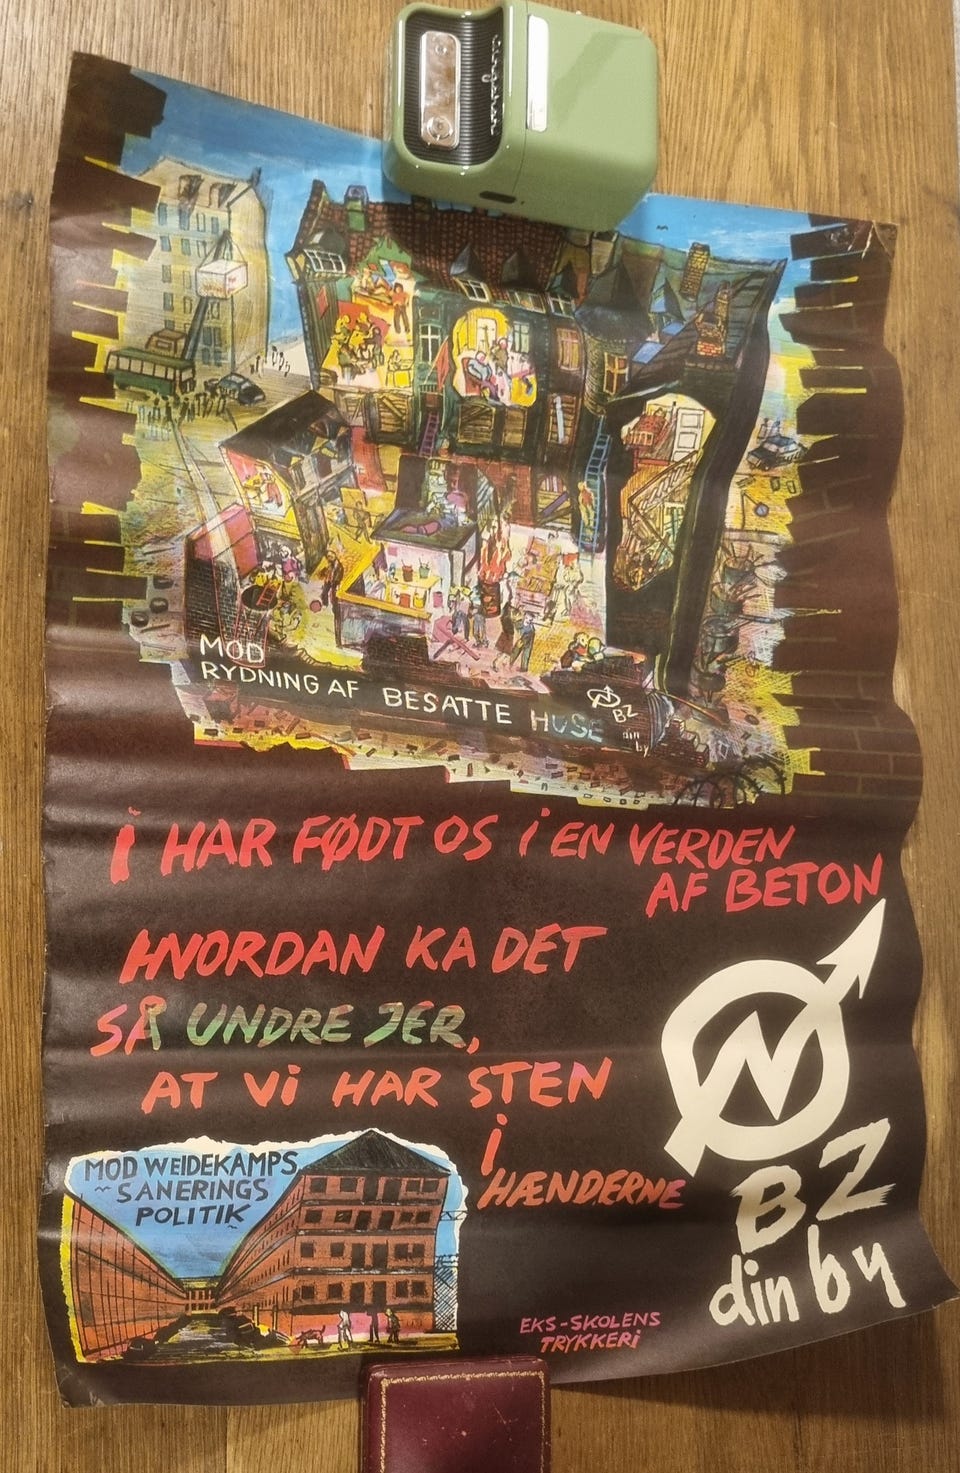 MOD
RYDNING AF BESATTE HUSE
BZ
din
by
I HAR FØDT OS I EN VERDEN
AF BETON
HVORDAN KA DET
SÅ UNDRE JER,
AT VI HAR STEN
I
HÆNDERNE
MOD WEIDEKAMPS
SANERINGS
POLITIK
N
BZ
din by
EKS-SKOLENS
TRYKKERI